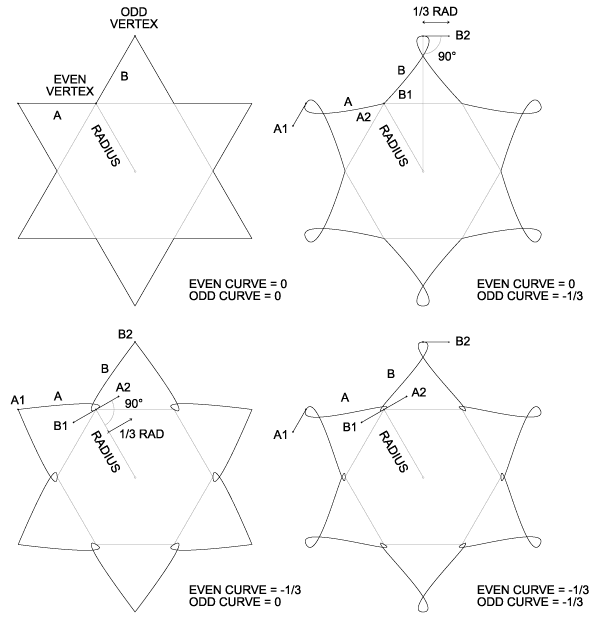 ODD
VERTEX
EVEN
VERTEX
B
A
RADIUS
EVEN CURVE = 0
ODD CURVE = 0
1/3 RAD
B2
90°
B
A
B1
A2
A1
RADIUS
EVEN CURVE = 0
ODD CURVE = -1/3
B2
B
A
A1
A2
90°
B1
1/3 RAD
RADIUS
EVEN CURVE = -1/3
ODD CURVE = 0
B2
B
A
A2
A1
B1
RADIUS
EVEN CURVE = -1/3
ODD CURVE = -1/3